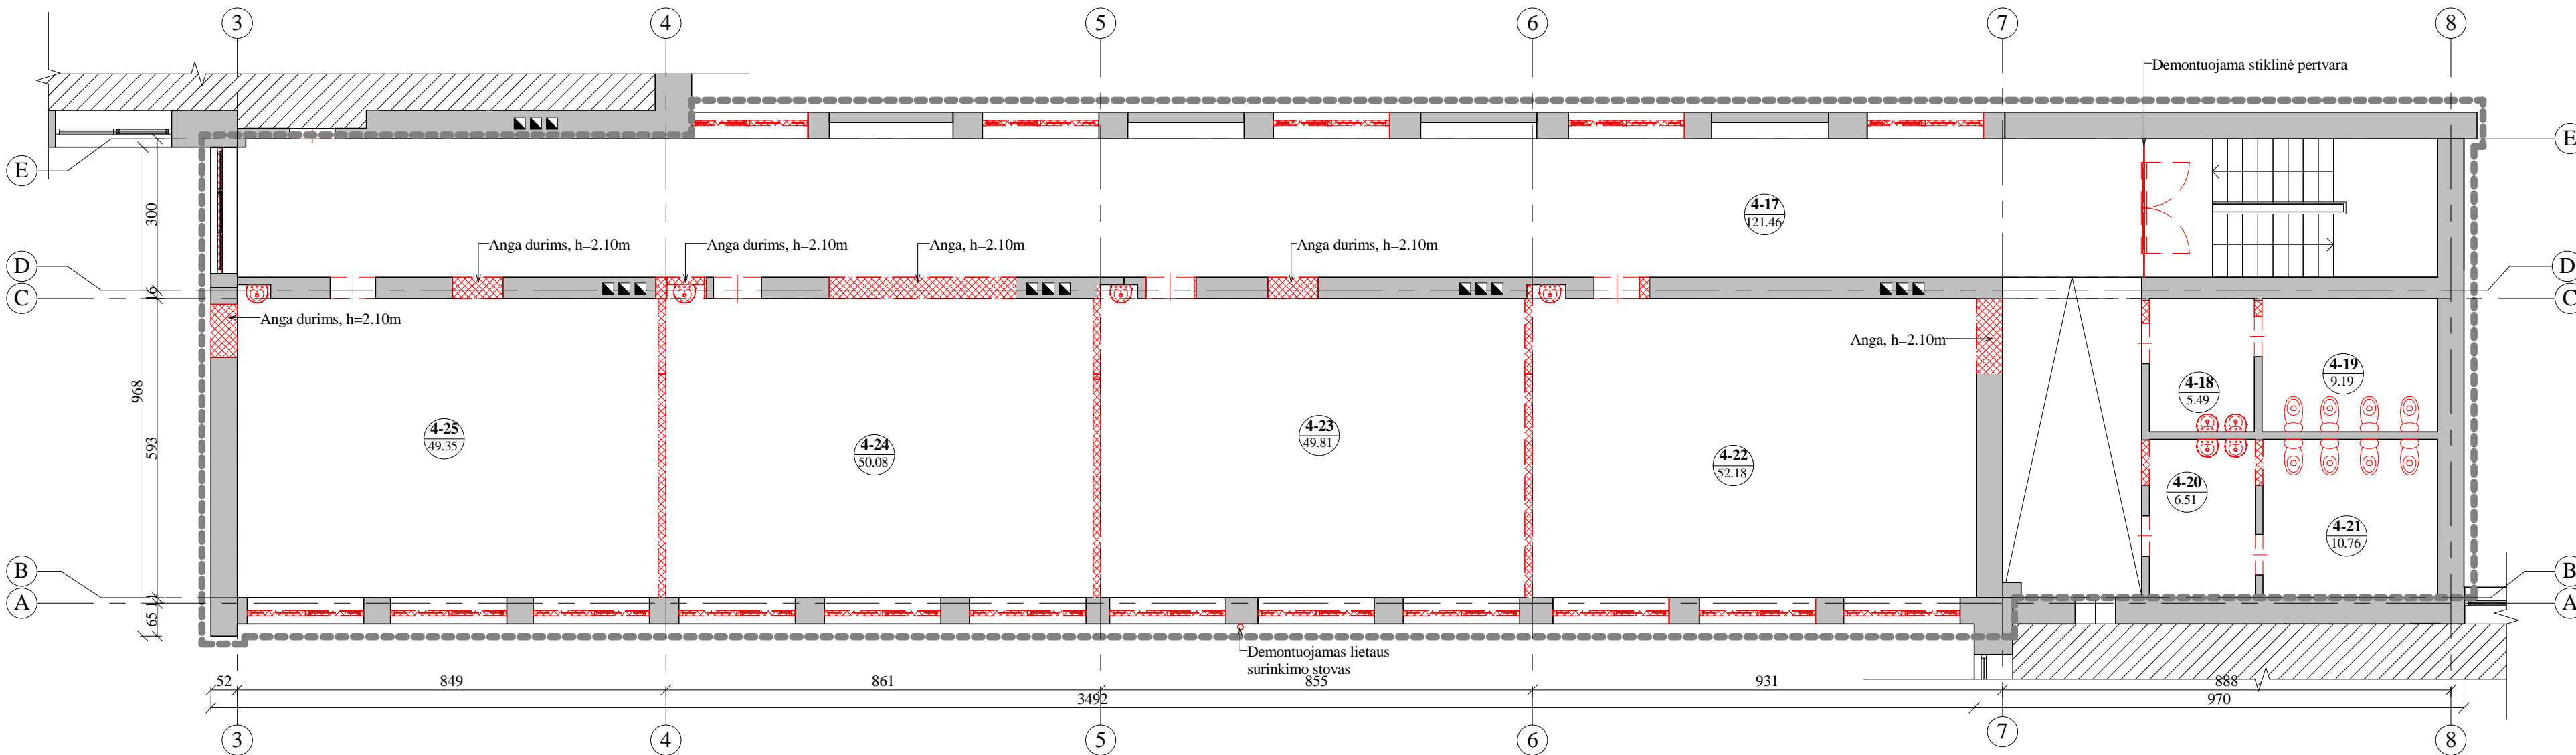 3
4
5
6
7
8
Demontuojama stiklinė pertvara
E
E
300
4-17
121.46
Anga durims, h=2.10m
Anga durims, h=2.10m
Anga, h=2.10m
Anga durims, h=2.10m
D
D
C
C
16
Anga durims, h=2.10m
Anga, h=2.10m
968
593
4-25
49.35
4-24
50.08
4-23
49.81
4-22
52.18
4-18
5.49
4-19
9.19
4-20
6.51
4-21
10.76
B
B
A
A
11
65
Demontuojamas lietaus
surinkimo stovas
52
849
861
855
931
888
3492
970
3
4
5
6
7
8